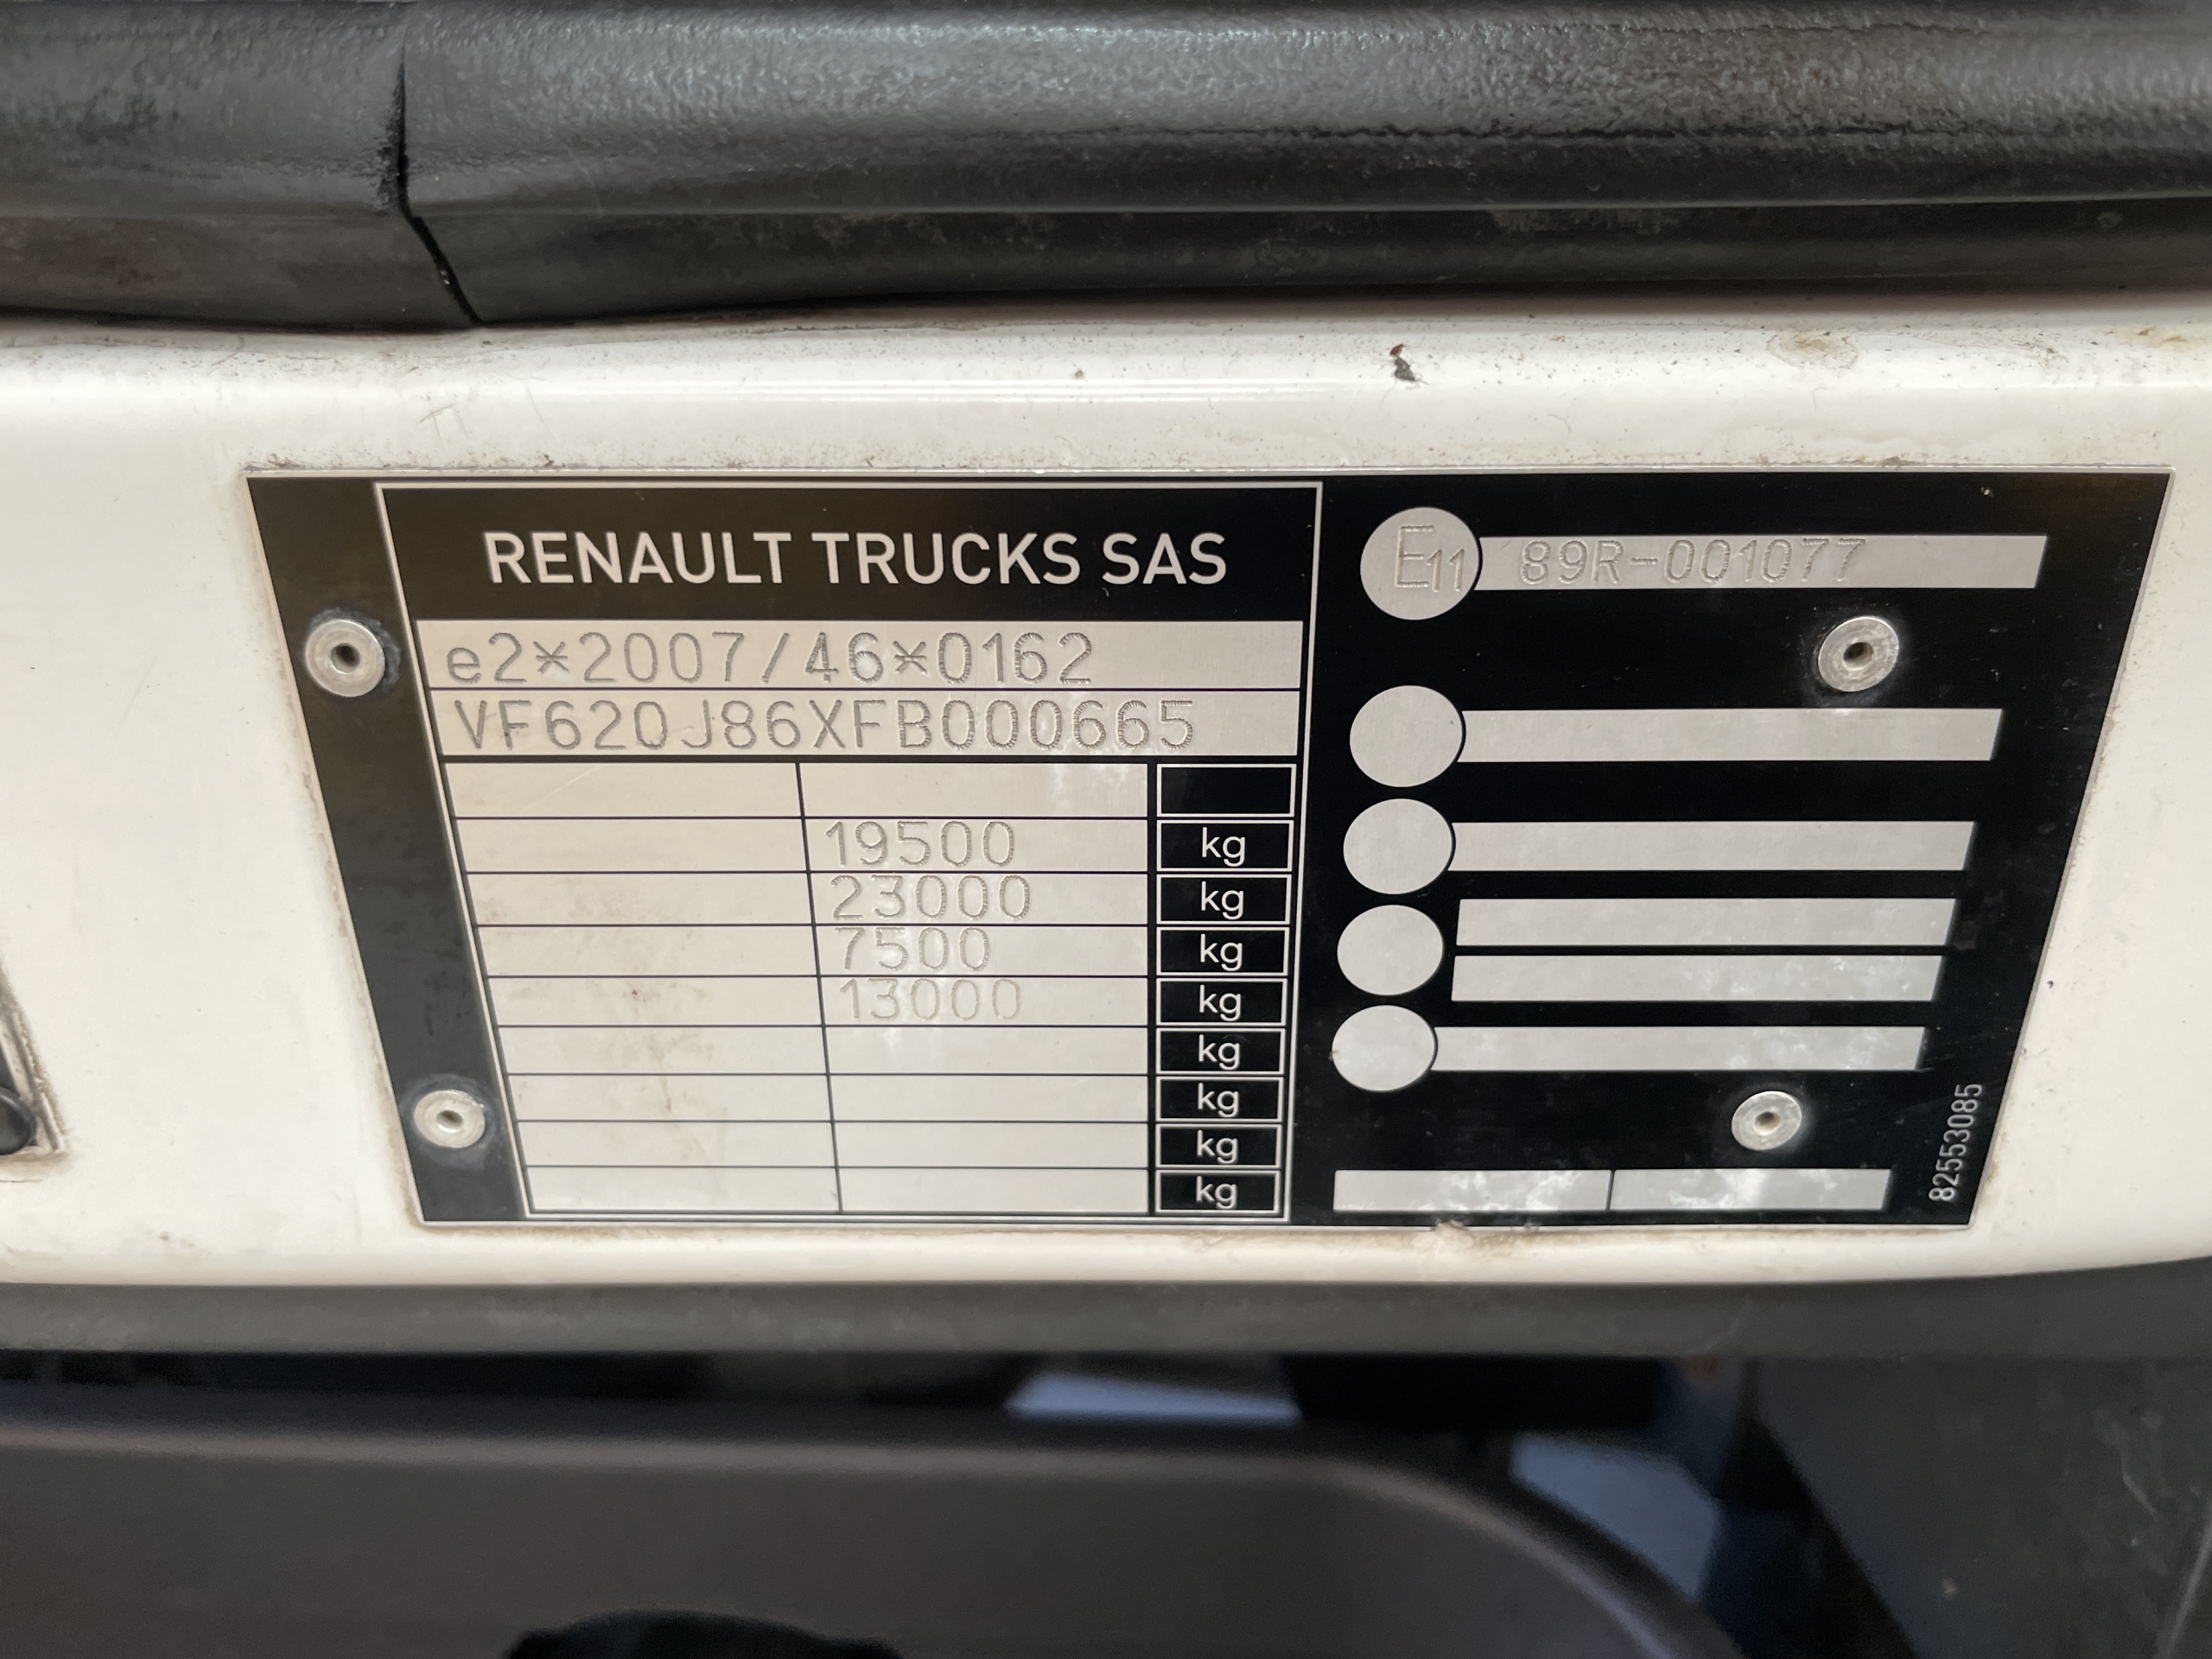 RENAULT TRUCKS SAS
e2*2007/46*0162
VF620J86XFB000665
19500 kg
23000 kg
7500 kg
13000 kg
kg
kg
kg
kg
E11 89R-001077
82553085